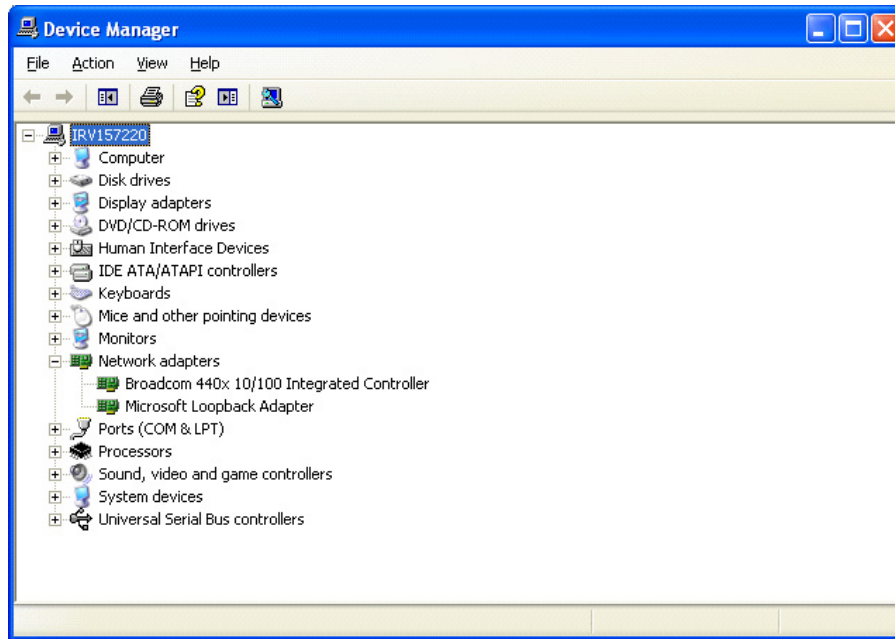 Device Manager
File Action View Help
IRV157220
Computer
Disk drives
Display adapters
DVD/CD-ROM drives
Human Interface Devices
IDE ATA/ATAPI controllers
Keyboards
Mice and other pointing devices
Monitors
Network adapters
Broadcom 440x 10/100 Integrated Controller
Microsoft Loopback Adapter
Ports (COM & LPT)
Processors
Sound, video and game controllers
System devices
Universal Serial Bus controllers